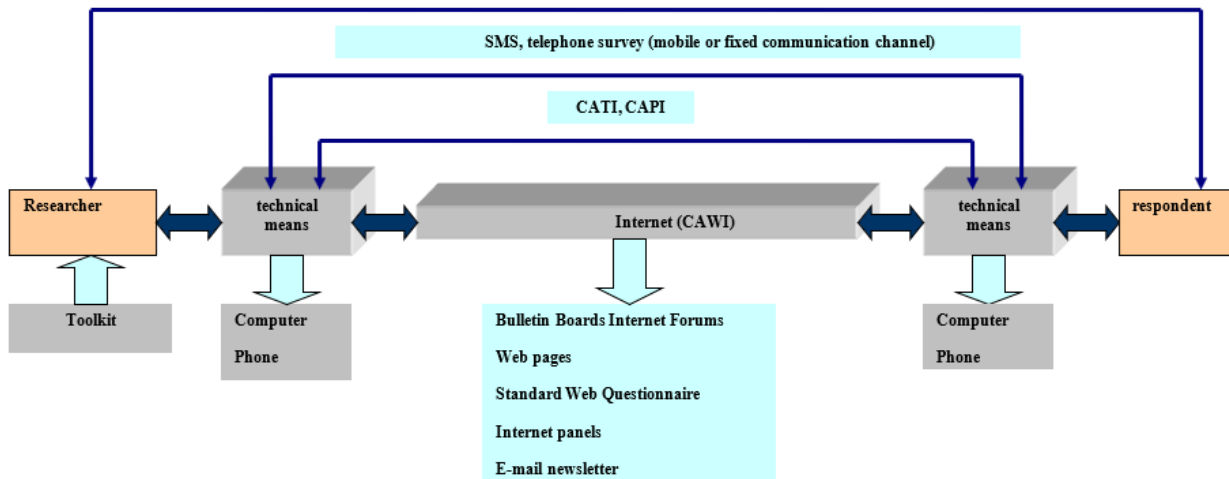 SMS, telephone survey (mobile or fixed communication channel)
CATI, CAPI
Researcher
technical
means
Internet (CAWI)
technical
means
respondent
Toolkit
Computer
Phone
Bulletin Boards Internet Forums
Web pages
Standard Web Questionnaire
Internet panels
E-mail newsletter
Computer
Phone